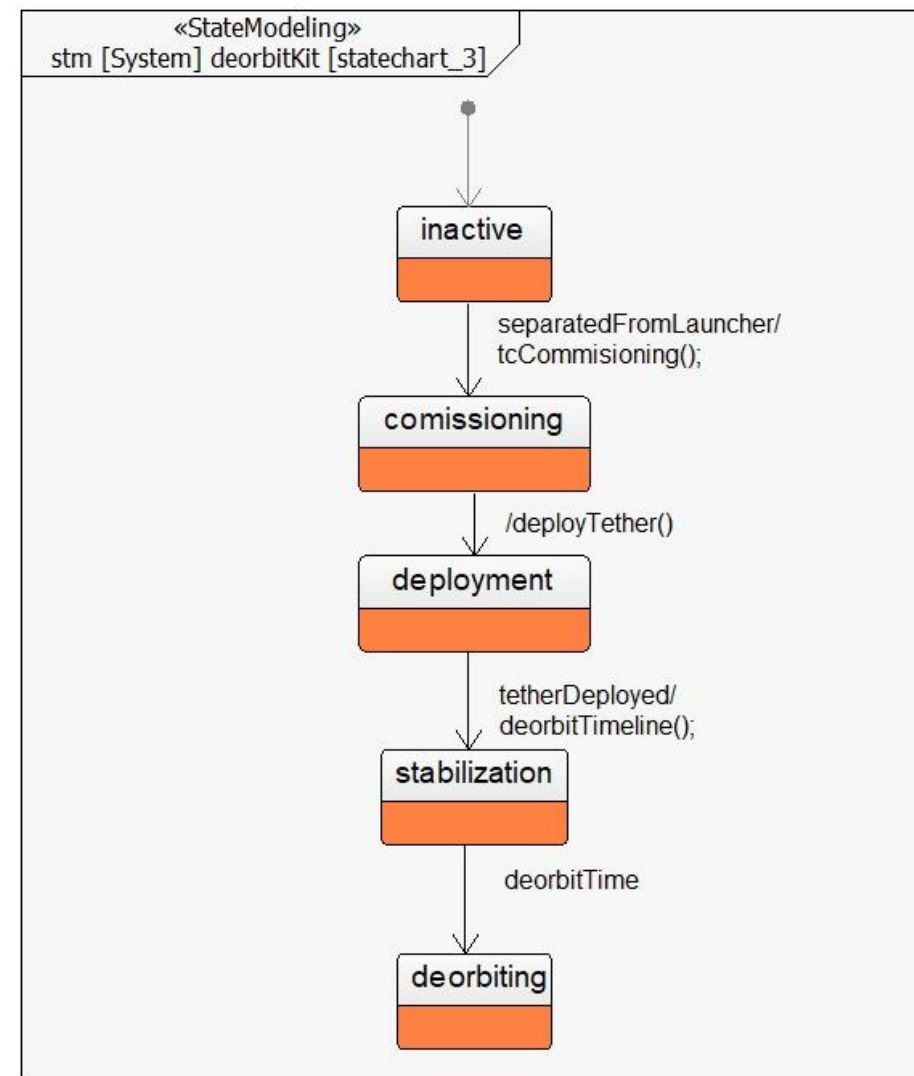 «StateModeling»
stm [System] deorbitKit [statechart_3]
inactive
separatedFromLauncher/
tcCommisioning();
comissioning
/deployTether()
deployment
tetherDeployed/
deorbitTimeline();
stabilization
deorbitTime
deorbiting